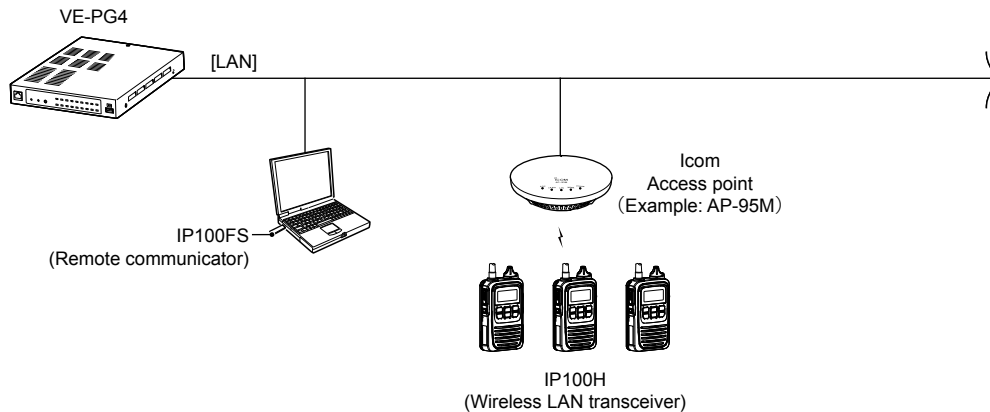 VE-PG4
[LAN]
Icom
Access point
（Example: AP-95M）
IP100FS
(Remote communicator)
IP100H
(Wireless LAN transceiver)